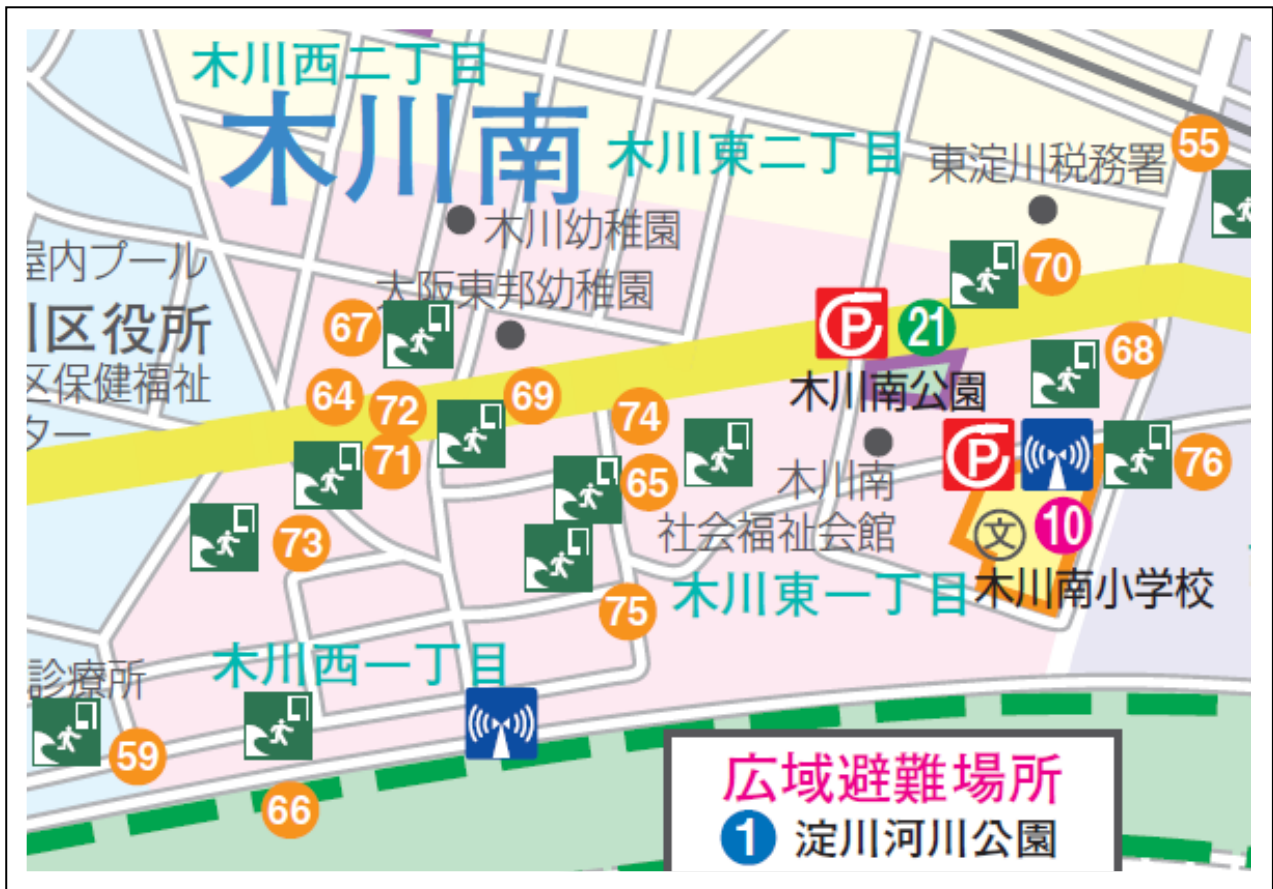 木川西二丁目
木川南
木川東二丁目
東淀川税務署
55
木川幼稚園
屋内プール
大阪東邦幼稚園
70
川区役所
67
P
21
68
区保健福祉
64
72
69
木川南公園
ター
74
71
65
P
76
木川南
社会福祉会館
73
文
10
木川東一丁目
木川南小学校
75
木川西一丁目
診療所
59
66
広域避難場所
1 淀川河川公園